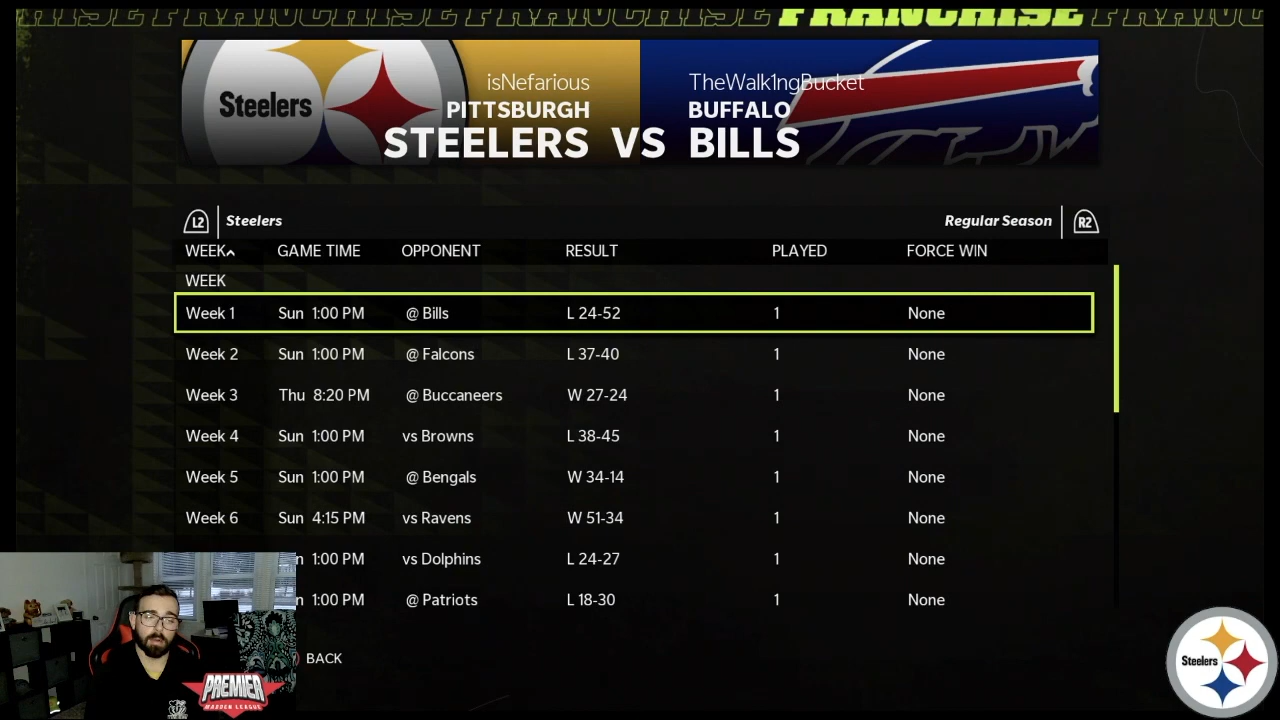 FRANCHISE FRANCHISE FRANCHISE FRANCHISE
Steelers
isNefarious
TheWalk1ngBucket
PITTSBURGH
BUFFALO
STEELERS VS BILLS
L2 Steelers
Regular Season R2
WEEK GAME TIME OPPONENT RESULT PLAYED FORCE WIN
WEEK
Week 1 Sun 1:00 PM @ Bills L 24-52 1 None
Week 2 Sun 1:00 PM @ Falcons L 37-40 1 None
Week 3 Thu 8:20 PM @ Buccaneers W 27-24 1 None
Week 4 Sun 1:00 PM vs Browns L 38-45 1 None
Week 5 Sun 1:00 PM @ Bengals W 34-14 1 None
Week 6 Sun 4:15 PM vs Ravens W 51-34 1 None
n 1:00 PM vs Dolphins L 24-27 1 None
n 1:00 PM @ Patriots L 18-30 1 None
BACK
PREMIER
MADDEN LEAGUE
Steelers